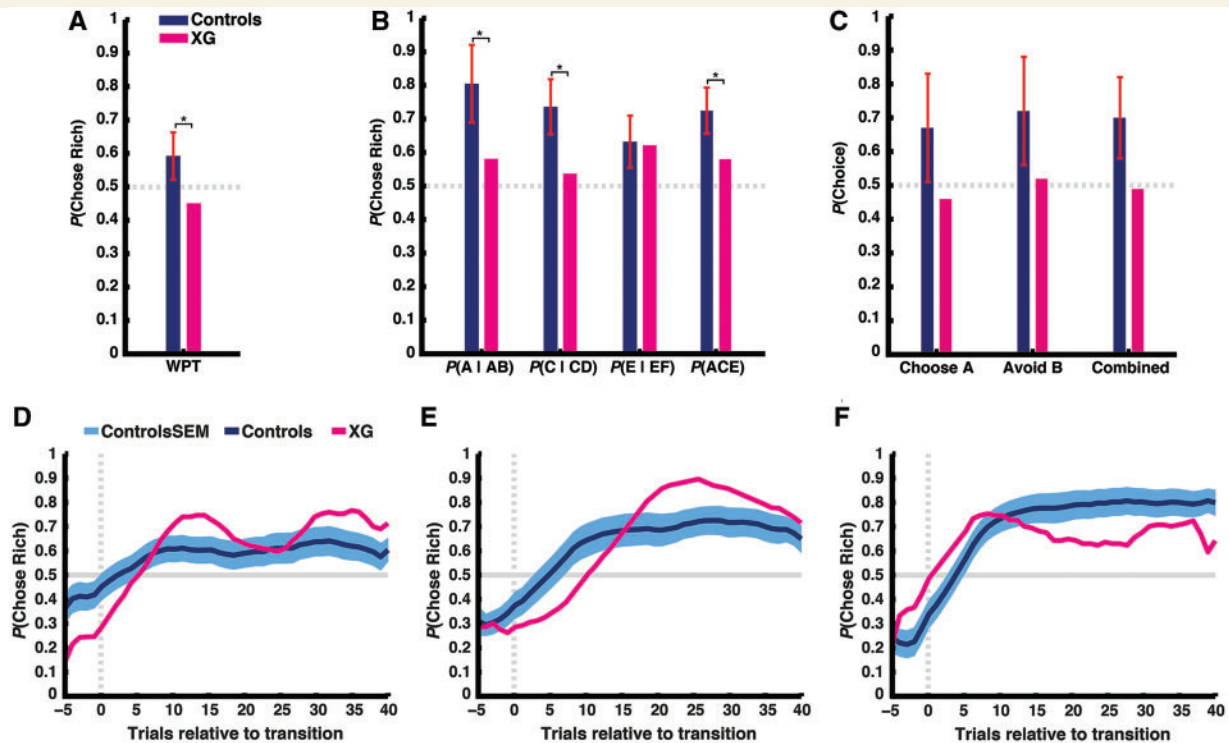 A
Controls
XG
P(Chose Rich)
1
0.9
0.8
0.7
0.6
0.5
0.4
0.3
0.2
0.1
0
*
WPT
B
P(Chose Rich)
1
0.9
0.8
0.7
0.6
0.5
0.4
0.3
0.2
0.1
0
* * *
P(A | AB) P(C | CD) P(E | EF) P(ACE)
C
P(Choice)
1
0.9
0.8
0.7
0.6
0.5
0.4
0.3
0.2
0.1
0
Choose A Avoid B Combined
D
ControlsSEM Controls XG
P(Chose Rich)
1
0.9
0.8
0.7
0.6
0.5
0.4
0.3
0.2
0.1
0
-5 0 5 10 15 20 25 30 35 40
Trials relative to transition
E
P(Chose Rich)
1
0.9
0.8
0.7
0.6
0.5
0.4
0.3
0.2
0.1
0
-5 0 5 10 15 20 25 30 35 40
Trials relative to transition
F
P(Chose Rich)
1
0.9
0.8
0.7
0.6
0.5
0.4
0.3
0.2
0.1
0
-5 0 5 10 15 20 25 30 35 40
Trials relative to transition